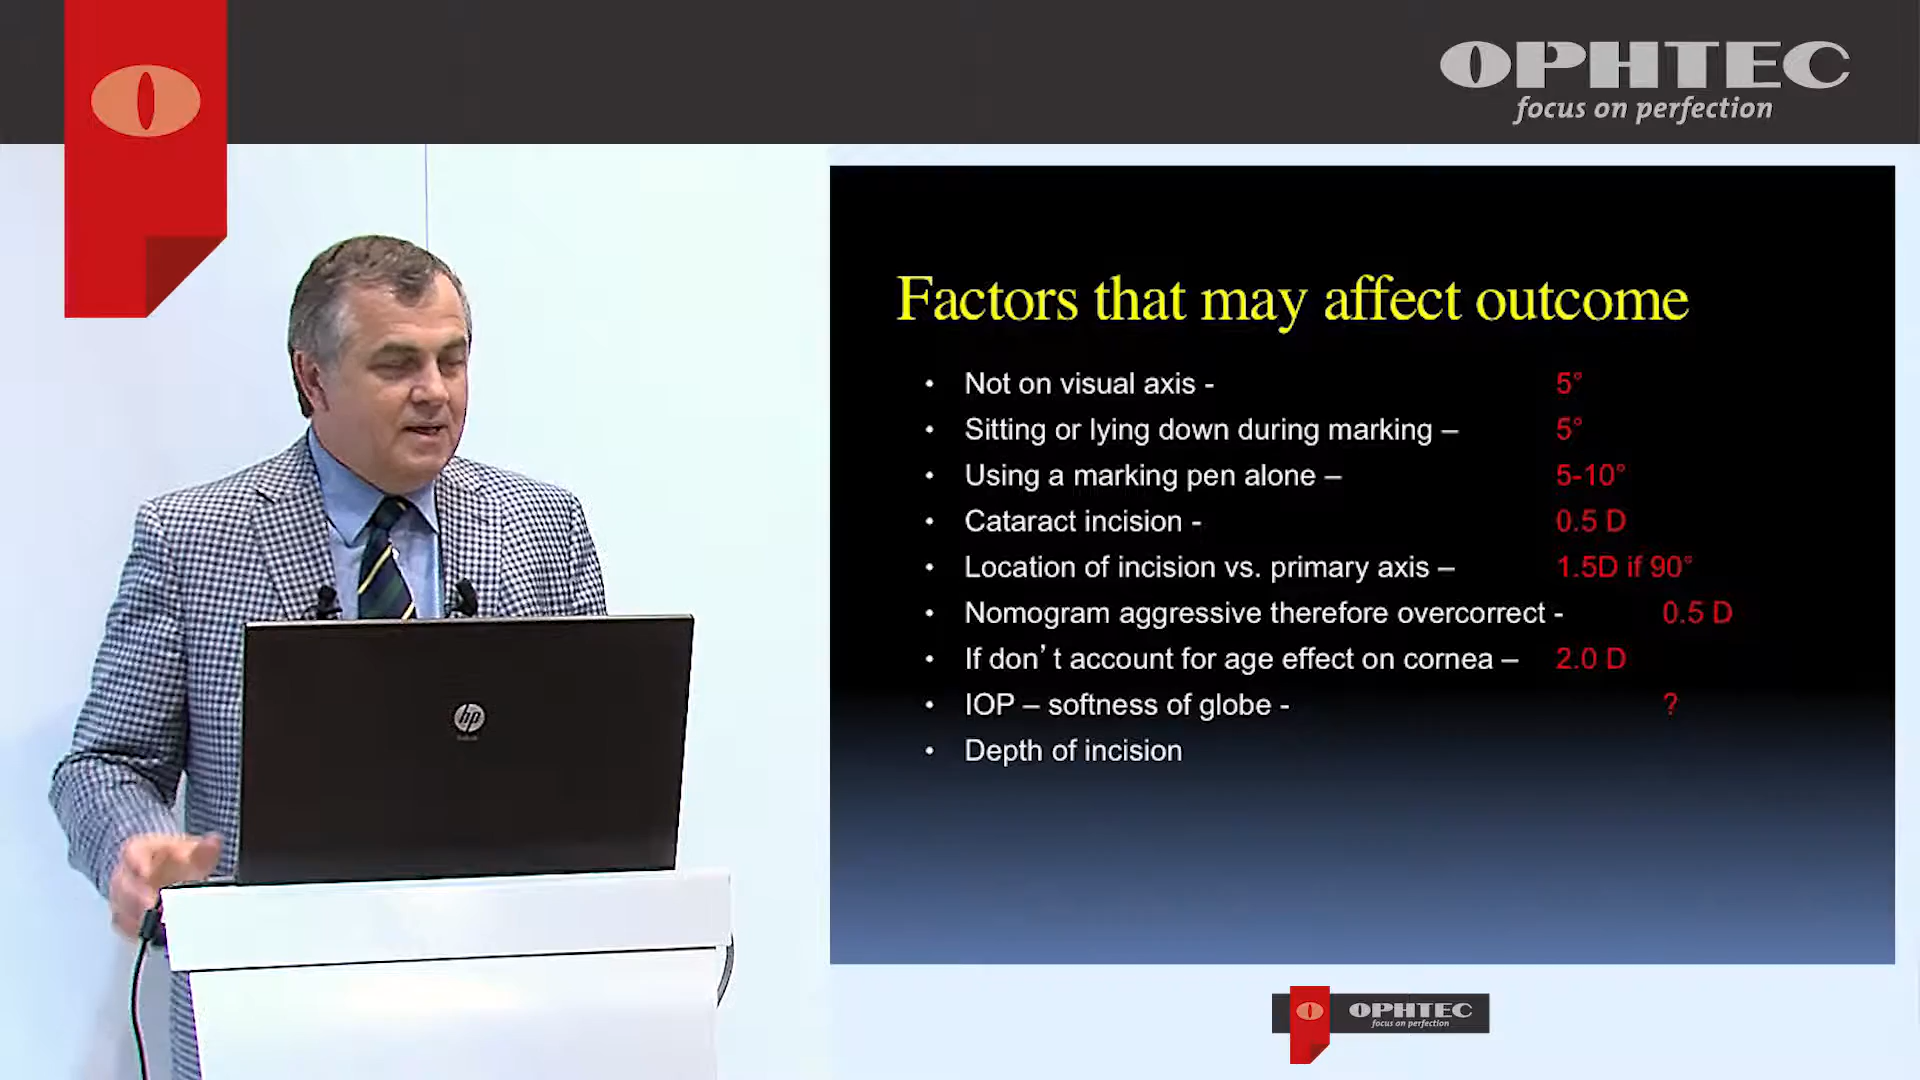 OPHTEC
focus on perfection
Factors that may affect outcome
• Not on visual axis - 5°
• Sitting or lying down during marking – 5°
• Using a marking pen alone – 5-10°
• Cataract incision - 0.5 D
• Location of incision vs. primary axis – 1.5D if 90°
• Nomogram aggressive therefore overcorrect - 0.5 D
• If don’t account for age effect on cornea – 2.0 D
• IOP – softness of globe - ?
• Depth of incision
hp
OPHTEC
focus on perfection